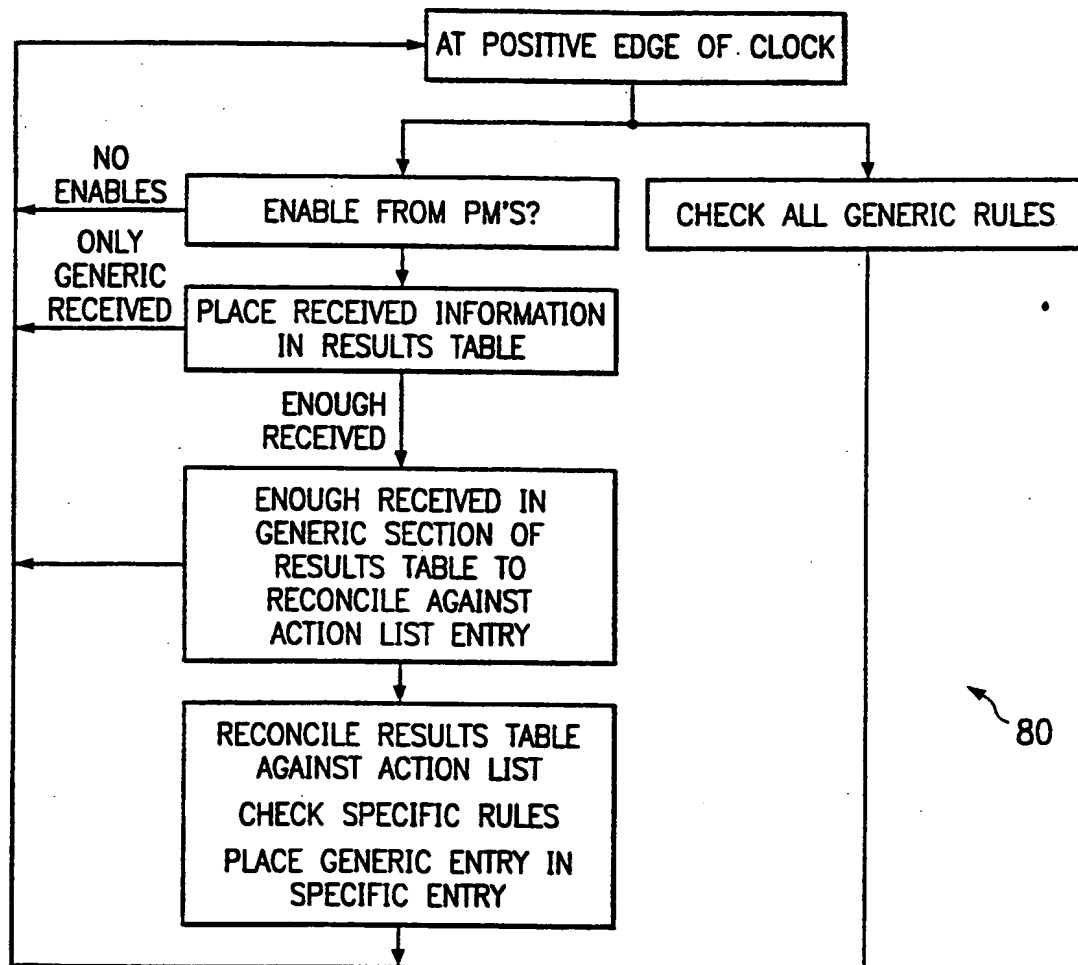 AT POSITIVE EDGE OF CLOCK
NO
ENABLES
ENABLE FROM PM'S?
CHECK ALL GENERIC RULES
ONLY
GENERIC
RECEIVED
PLACE RECEIVED INFORMATION
IN RESULTS TABLE
ENOUGH
RECEIVED
ENOUGH RECEIVED IN
GENERIC SECTION OF
RESULTS TABLE TO
RECONCILE AGAINST
ACTION LIST ENTRY
RECONCILE RESULTS TABLE
AGAINST ACTION LIST
CHECK SPECIFIC RULES
PLACE GENERIC ENTRY IN
SPECIFIC ENTRY
80